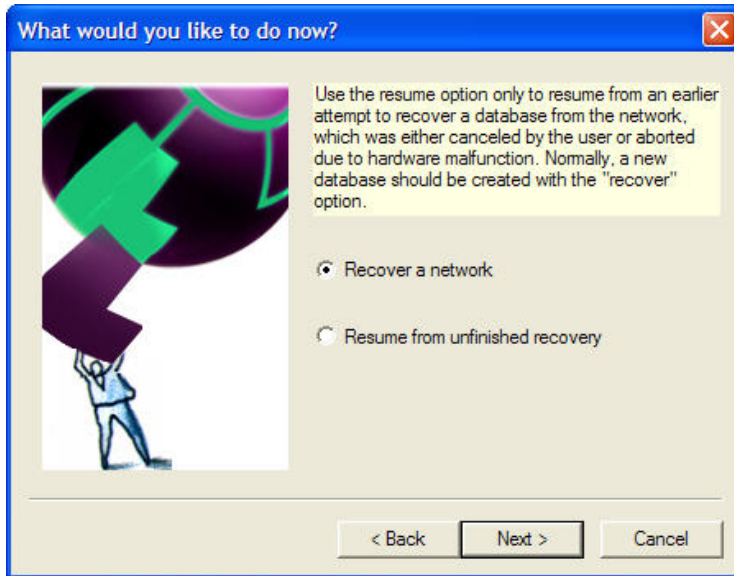 What would you like to do now?
Use the resume option only to resume from an earlier
attempt to recover a database from the network,
which was either canceled by the user or aborted
due to hardware malfunction. Normally, a new
database should be created with the "recover"
option.
Recover a network
Resume from unfinished recovery
< Back
Next >
Cancel